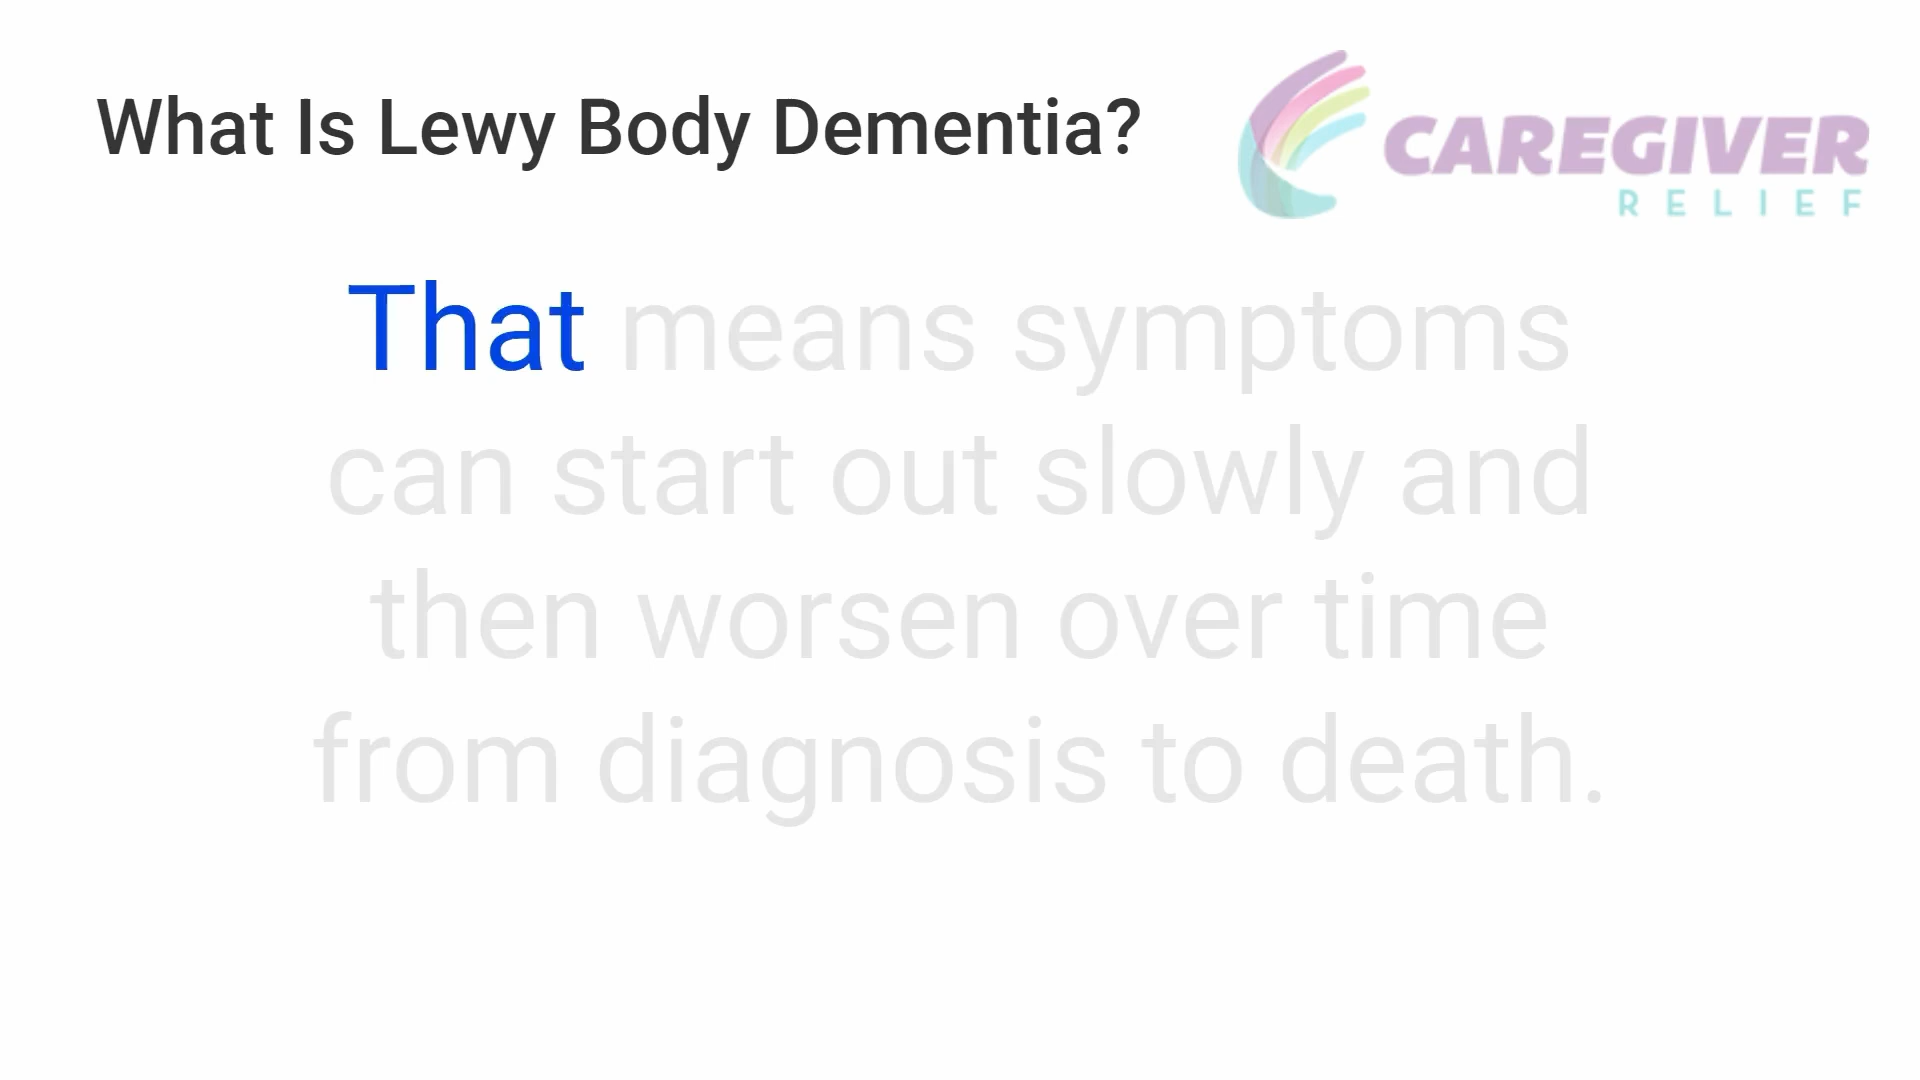 What Is Lewy Body Dementia?
CAREGIVER
RELIEF
That means symptoms
can start out slowly and
then worsen over time
from diagnosis to death.